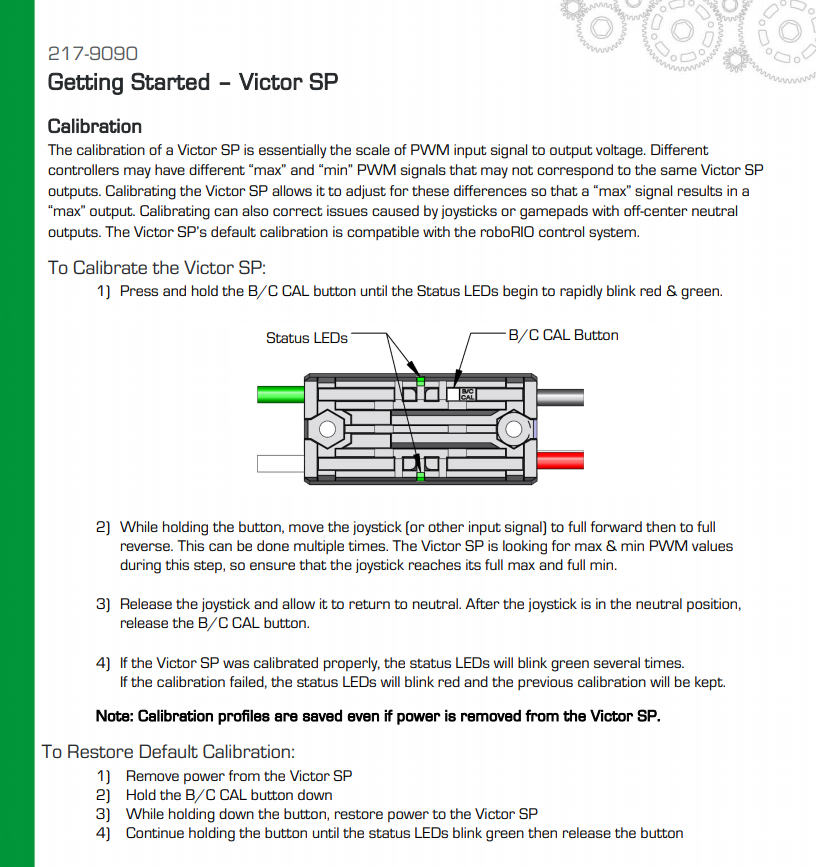 217-9090
Getting Started – Victor SP
Calibration
The calibration of a Victor SP is essentially the scale of PWM input signal to output voltage. Different
controllers may have different “max” and “min” PWM signals that may not correspond to the same Victor SP
outputs. Calibrating the Victor SP allows it to adjust for these differences so that a “max” signal results in a
“max” output. Calibrating can also correct issues caused by joysticks or gamepads with off-center neutral
outputs. The Victor SP’s default calibration is compatible with the roboRIO control system.
To Calibrate the Victor SP:
1) Press and hold the B/C CAL button until the Status LEDs begin to rapidly blink red & green.
Status LEDs
B/C CAL Button
B/C
CAL
2) While holding the button, move the joystick (or other input signal) to full forward then to full
reverse. This can be done multiple times. The Victor SP is looking for max & min PWM values
during this step, so ensure that the joystick reaches its full max and full min.
3) Release the joystick and allow it to return to neutral. After the joystick is in the neutral position,
release the B/C CAL button.
4) If the Victor SP was calibrated properly, the status LEDs will blink green several times.
If the calibration failed, the status LEDs will blink red and the previous calibration will be kept.
Note: Calibration profiles are saved even if power is removed from the Victor SP.
To Restore Default Calibration:
1) Remove power from the Victor SP
2) Hold the B/C CAL button down
3) While holding down the button, restore power to the Victor SP
4) Continue holding the button until the status LEDs blink green then release the button